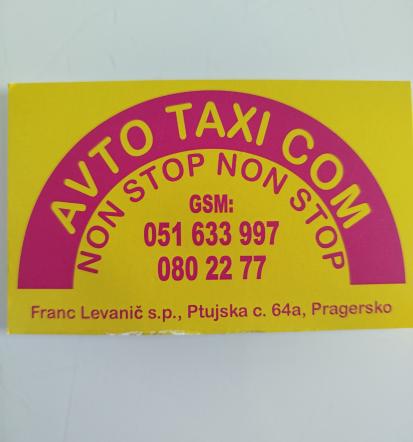 AVTO TAXI COM
NON STOP NON STOP
GSM:
051 633 997
080 22 77
Franc Levanič s.p., Ptujska c. 64a, Pragersko